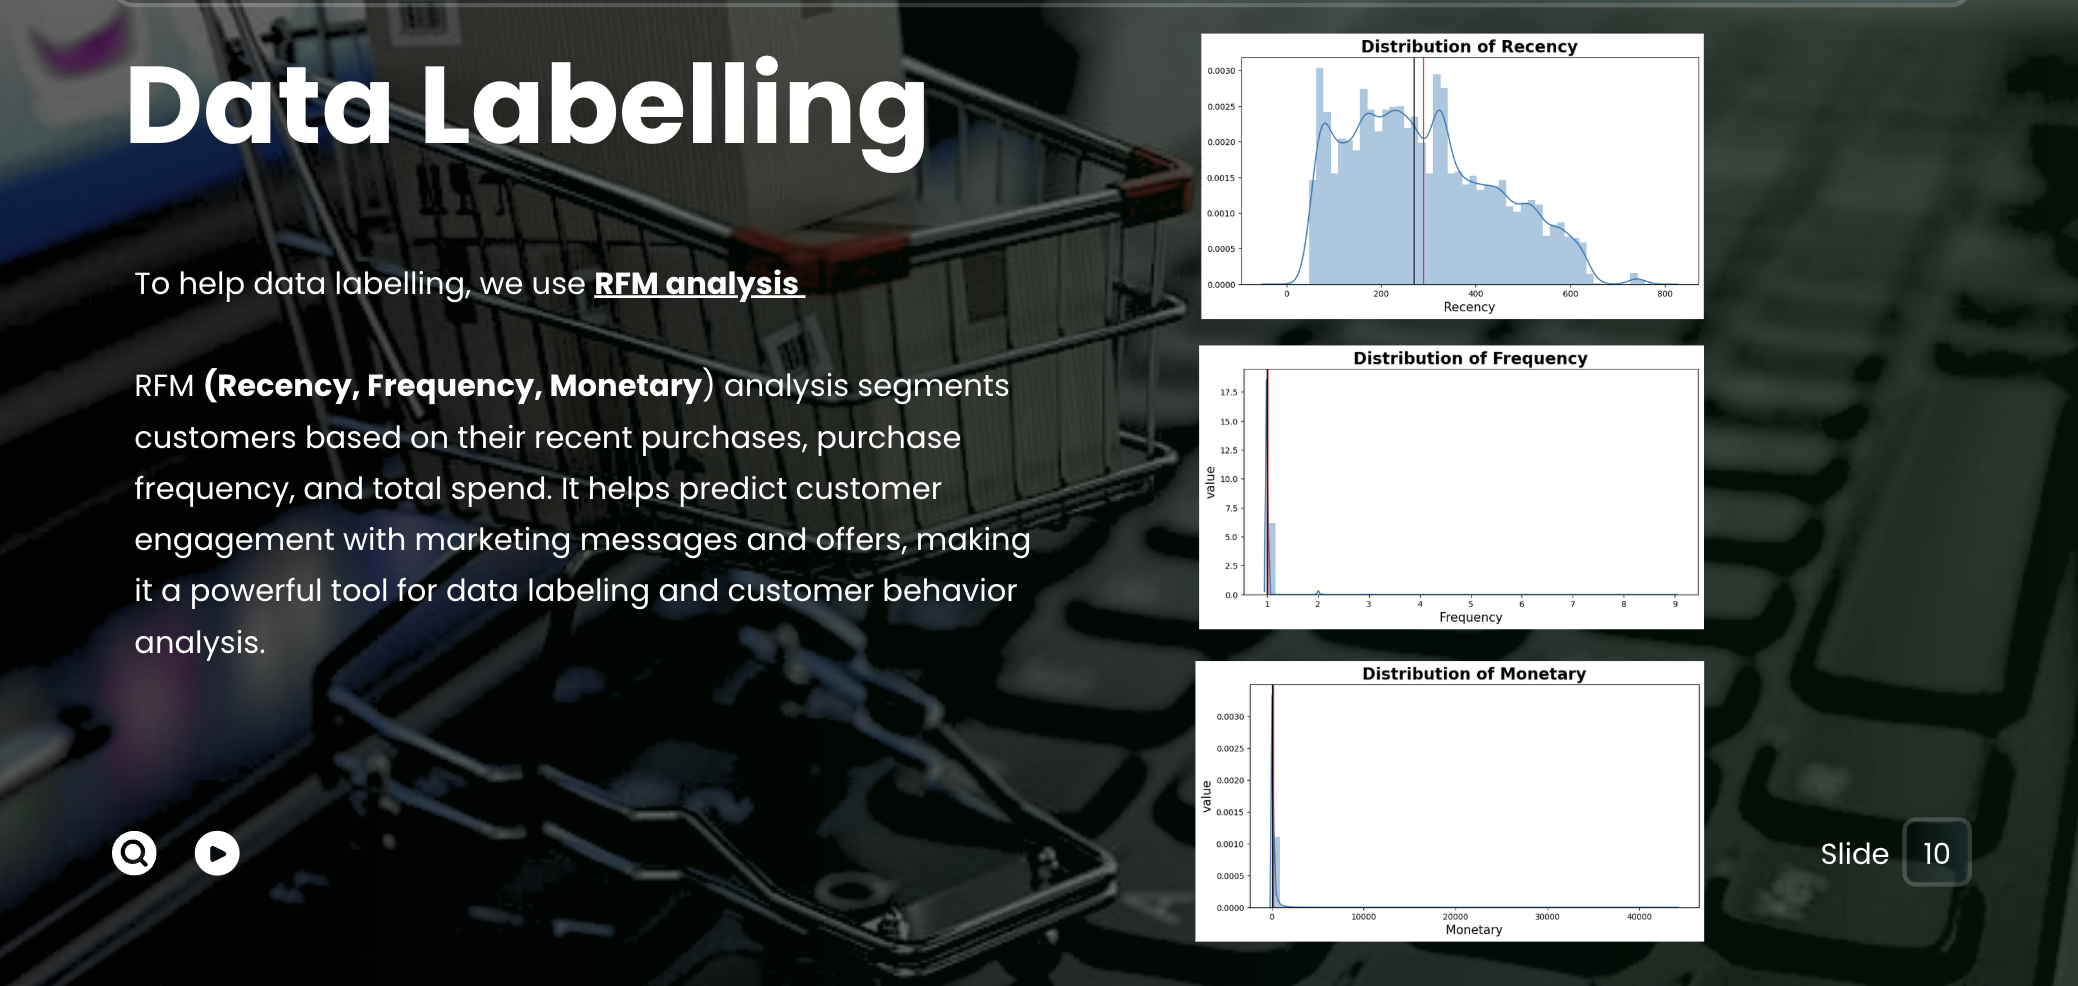 Data Labelling
To help data labelling, we use RFM analysis
RFM (Recency, Frequency, Monetary) analysis segments
customers based on their recent purchases, purchase
frequency, and total spend. It helps predict customer
engagement with marketing messages and offers, making
it a powerful tool for data labeling and customer behavior
analysis.
Distribution of Recency
0.0030
0.0025
0.0020
0.0015
0.0010
0.0005
0.0000
0 200 400 600 800
Recency
Distribution of Frequency
value
17.5
15.0
12.5
10.0
7.5
5.0
2.5
0.0
1 2 3 4 5 6 7 8 9
Frequency
Distribution of Monetary
value
0.0030
0.0025
0.0020
0.0015
0.0010
0.0005
0.0000
0 10000 20000 30000 40000
Monetary
Slide 10